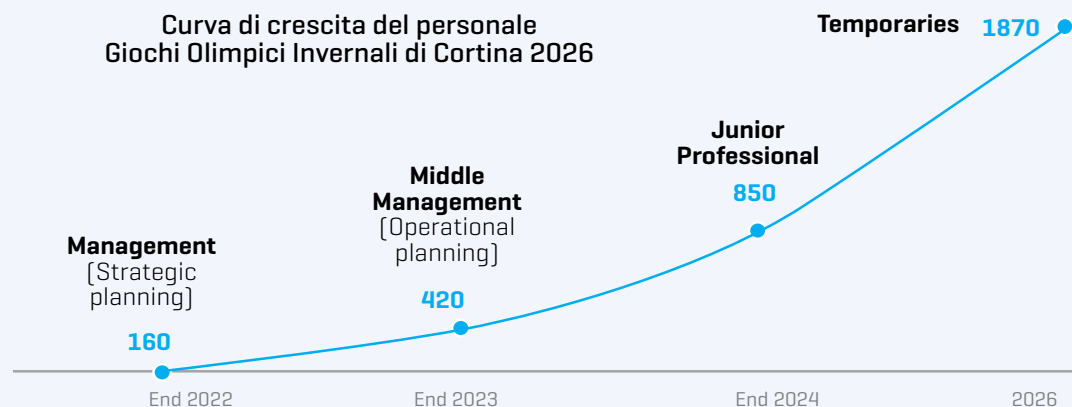 Curva di crescita del personale
Giochi Olimpici Invernali di Cortina 2026
Temporaries 1870
Junior
Professional
850
Middle
Management
(Operational
planning)
420
Management
(Strategic
planning)
160
End 2022 End 2023 End 2024 2026